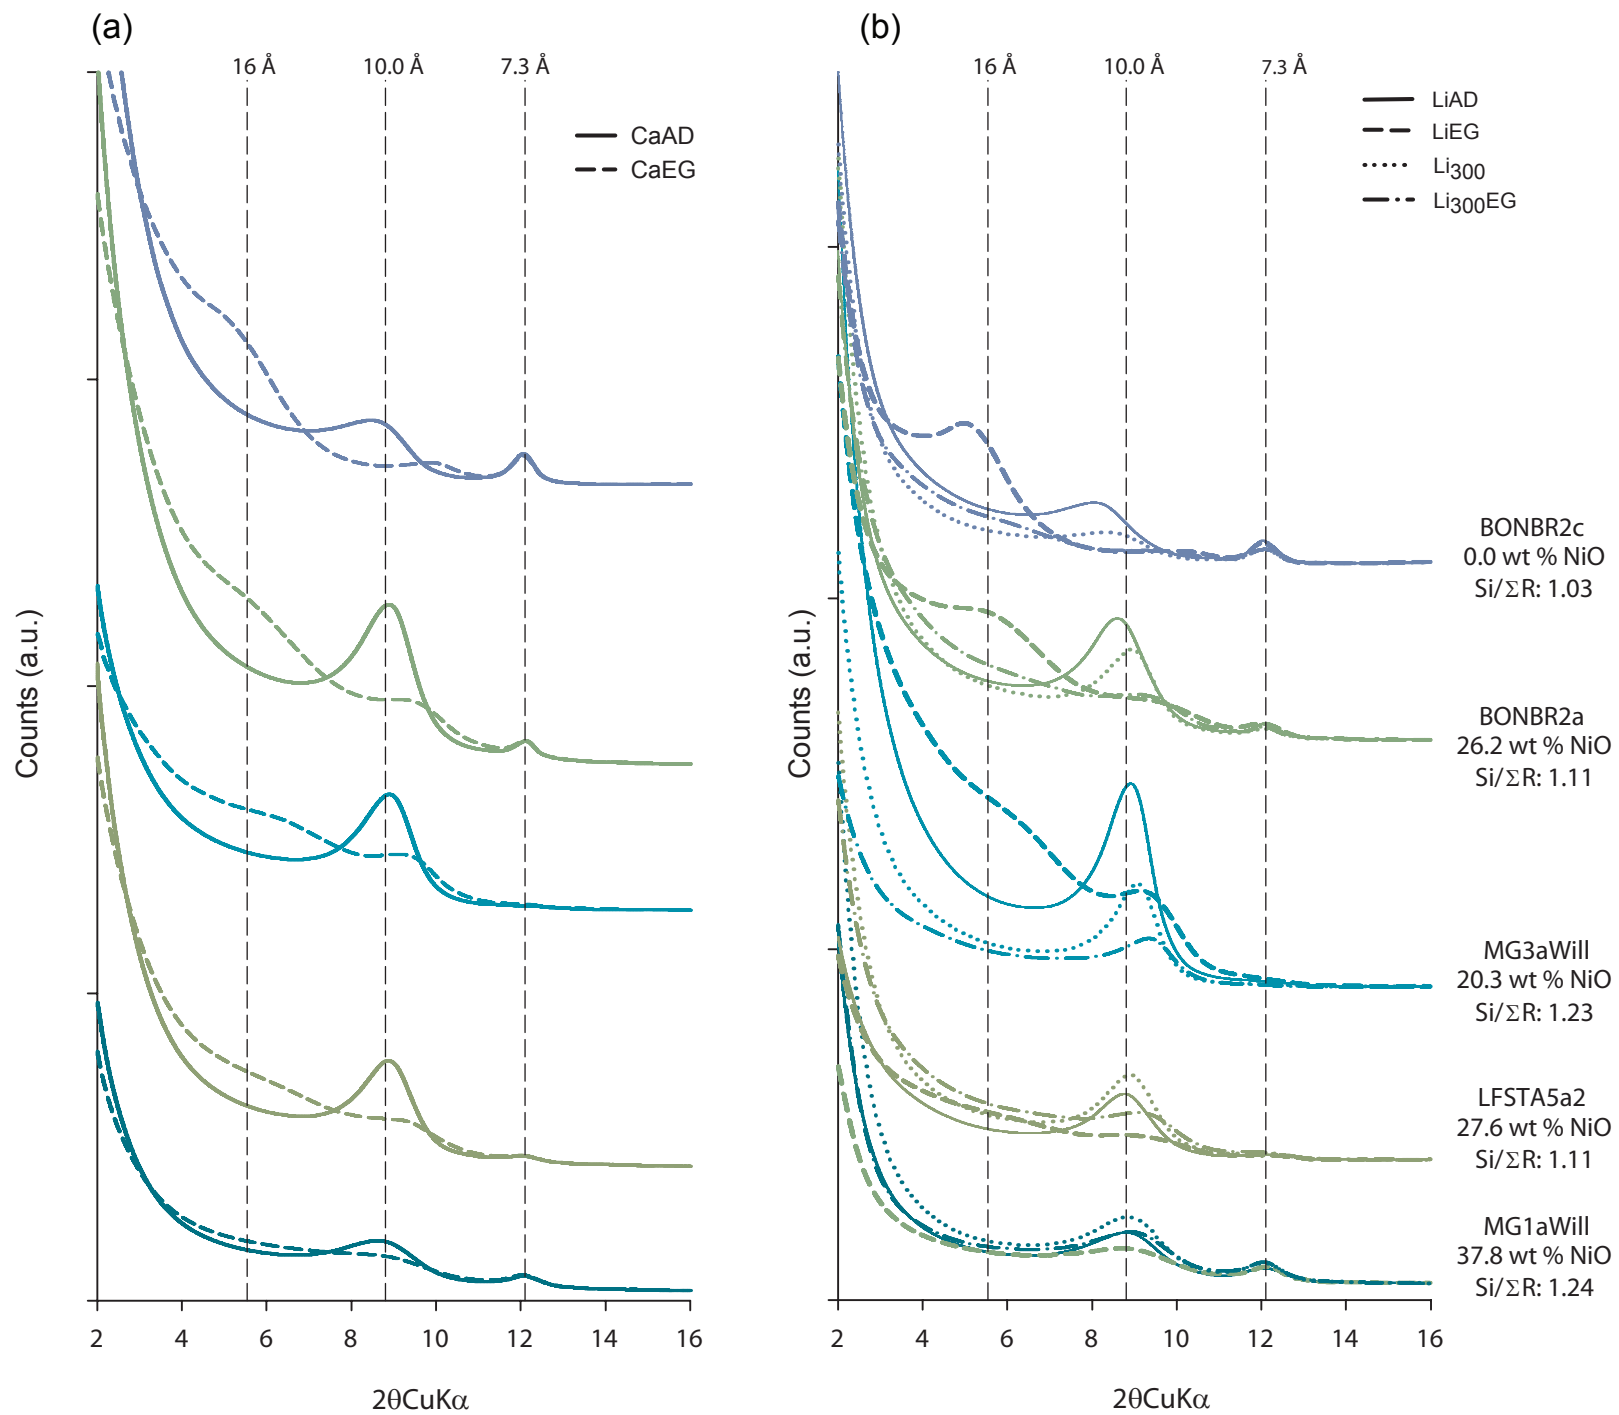 (a)
16 Å 10.0 Å 7.3 Å
CaAD
CaEG
Counts (a.u.)
2 4 6 8 10 12 14 16
2θCuKα
(b)
16 Å 10.0 Å 7.3 Å
LiAD
LiEG
Li300
Li300EG
BONBR2c
0.0 wt % NiO
Si/ΣR: 1.03
BONBR2a
26.2 wt % NiO
Si/ΣR: 1.11
MG3aWill
20.3 wt % NiO
Si/ΣR: 1.23
LFSTA5a2
27.6 wt % NiO
Si/ΣR: 1.11
MG1aWill
37.8 wt % NiO
Si/ΣR: 1.24
Counts (a.u.)
2 4 6 8 10 12 14 16
2θCuKα